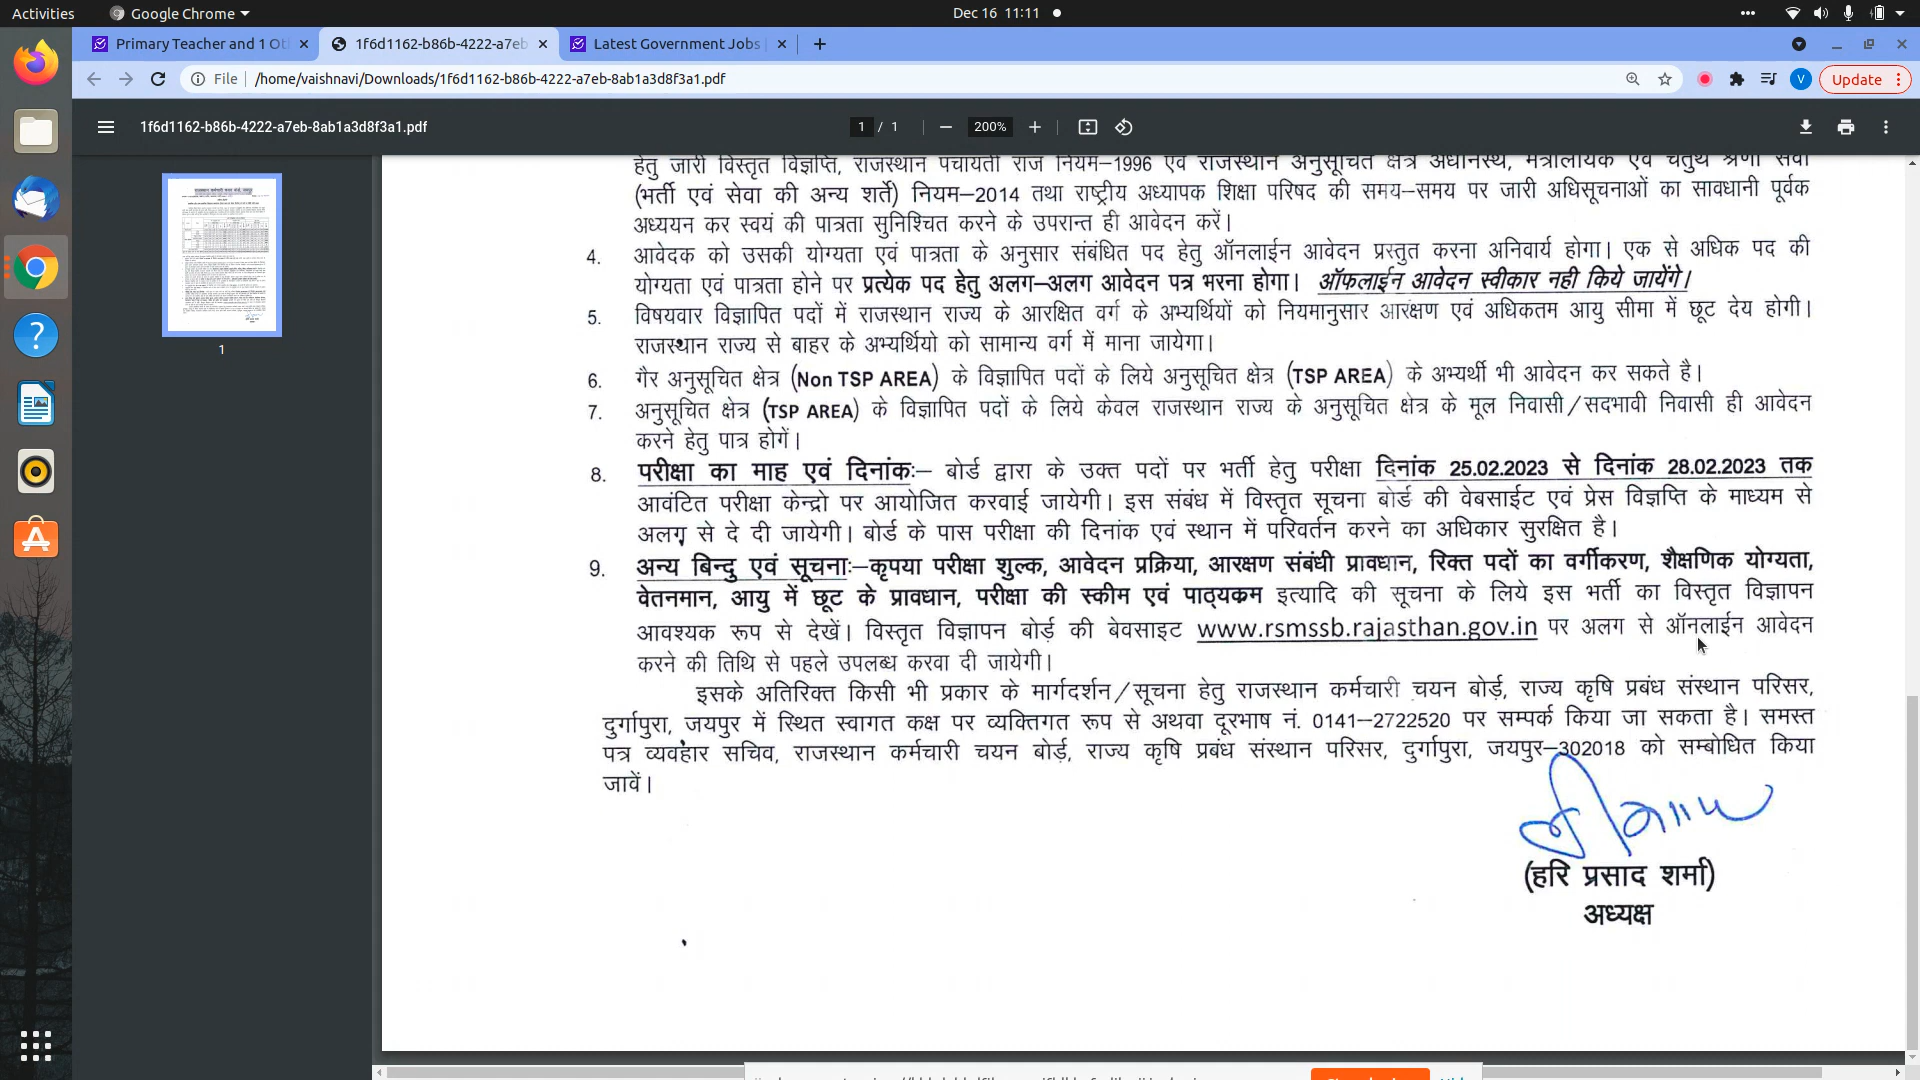 Activities
Google Chrome
Dec 16 11:11
Primary Teacher and 1 Ot
1f6d1162-b86b-4222-a7eb
Latest Government Jobs
File
/home/vaishnavi/Downloads/1f6d1162-b86b-4222-a7eb-8ab1a3d8f3a1.pdf
V
Update
1f6d1162-b86b-4222-a7eb-8ab1a3d8f3a1.pdf
1 / 1
200%
1
हेतु जारी विस्तृत विज्ञप्ति, राजस्थान पंचायती राज नियम–1996 एवं राजस्थान अनुसूचित क्षेत्र अधीनस्थ, मंत्रालयिक एवं चतुर्थ श्रेणी सेवा
(भर्ती एवं सेवा की अन्य शर्ते) नियम–2014 तथा राष्ट्रीय अध्यापक शिक्षा परिषद की समय–समय पर जारी अधिसूचनाओं का सावधानी पूर्वक
अध्ययन कर स्वयं की पात्रता सुनिश्चित करने के उपरान्त ही आवेदन करें।
4. आवेदक को उसकी योग्यता एवं पात्रता के अनुसार संबंधित पद हेतु ऑनलाईन आवेदन प्रस्तुत करना अनिवार्य होगा। एक से अधिक पद की
योग्यता एवं पात्रता होने पर प्रत्येक पद हेतु अलग–अलग आवेदन पत्र भरना होगा। ऑफलाईन आवेदन स्वीकार नही किये जायेंगे।
5. विषयवार विज्ञापित पदों में राजस्थान राज्य के आरक्षित वर्ग के अभ्यर्थियों को नियमानुसार आरक्षण एवं अधिकतम आयु सीमा में छूट देय होगी।
राजस्थान राज्य से बाहर के अभ्यर्थियो को सामान्य वर्ग में माना जायेगा।
6. गैर अनुसूचित क्षेत्र (Non TSP AREA) के विज्ञापित पदों के लिये अनुसूचित क्षेत्र (TSP AREA) के अभ्यर्थी भी आवेदन कर सकते है।
7. अनुसूचित क्षेत्र (TSP AREA) के विज्ञापित पदों के लिये केवल राजस्थान राज्य के अनुसूचित क्षेत्र के मूल निवासी/सदभावी निवासी ही आवेदन
करने हेतु पात्र होगें।
8. परीक्षा का माह एवं दिनांकः– बोर्ड द्वारा के उक्त पदों पर भर्ती हेतु परीक्षा दिनांक 25.02.2023 से दिनांक 28.02.2023 तक
आवंटित परीक्षा केन्द्रो पर आयोजित करवाई जायेगी। इस संबंध में विस्तृत सूचना बोर्ड की वेबसाईट एवं प्रेस विज्ञप्ति के माध्यम से
अलग से दे दी जायेगी। बोर्ड के पास परीक्षा की दिनांक एवं स्थान में परिवर्तन करने का अधिकार सुरक्षित है।
9. अन्य बिन्दु एवं सूचनाः–कृपया परीक्षा शुल्क, आवेदन प्रक्रिया, आरक्षण संबंधी प्रावधान, रिक्त पदों का वर्गीकरण, शैक्षणिक योग्यता,
वेतनमान, आयु में छूट के प्रावधान, परीक्षा की स्कीम एवं पाठ्यक्रम इत्यादि की सूचना के लिये इस भर्ती का विस्तृत विज्ञापन
आवश्यक रूप से देखें। विस्तृत विज्ञापन बोर्ड़ की बेवसाइट www.rsmssb.rajasthan.gov.in पर अलग से ऑनलाईन आवेदन
करने की तिथि से पहले उपलब्ध करवा दी जायेगी।
इसके अतिरिक्त किसी भी प्रकार के मार्गदर्शन/सूचना हेतु राजस्थान कर्मचारी चयन बोर्ड़, राज्य कृषि प्रबंध संस्थान परिसर,
दुर्गापुरा, जयपुर में स्थित स्वागत कक्ष पर व्यक्तिगत रूप से अथवा दूरभाष नं. 0141–2722520 पर सम्पर्क किया जा सकता है। समस्त
पत्र व्यवहार सचिव, राजस्थान कर्मचारी चयन बोर्ड़, राज्य कृषि प्रबंध संस्थान परिसर, दुर्गापुरा, जयपुर–302018 को सम्बोधित किया
जावें।
(हरि प्रसाद शर्मा)
अध्यक्ष